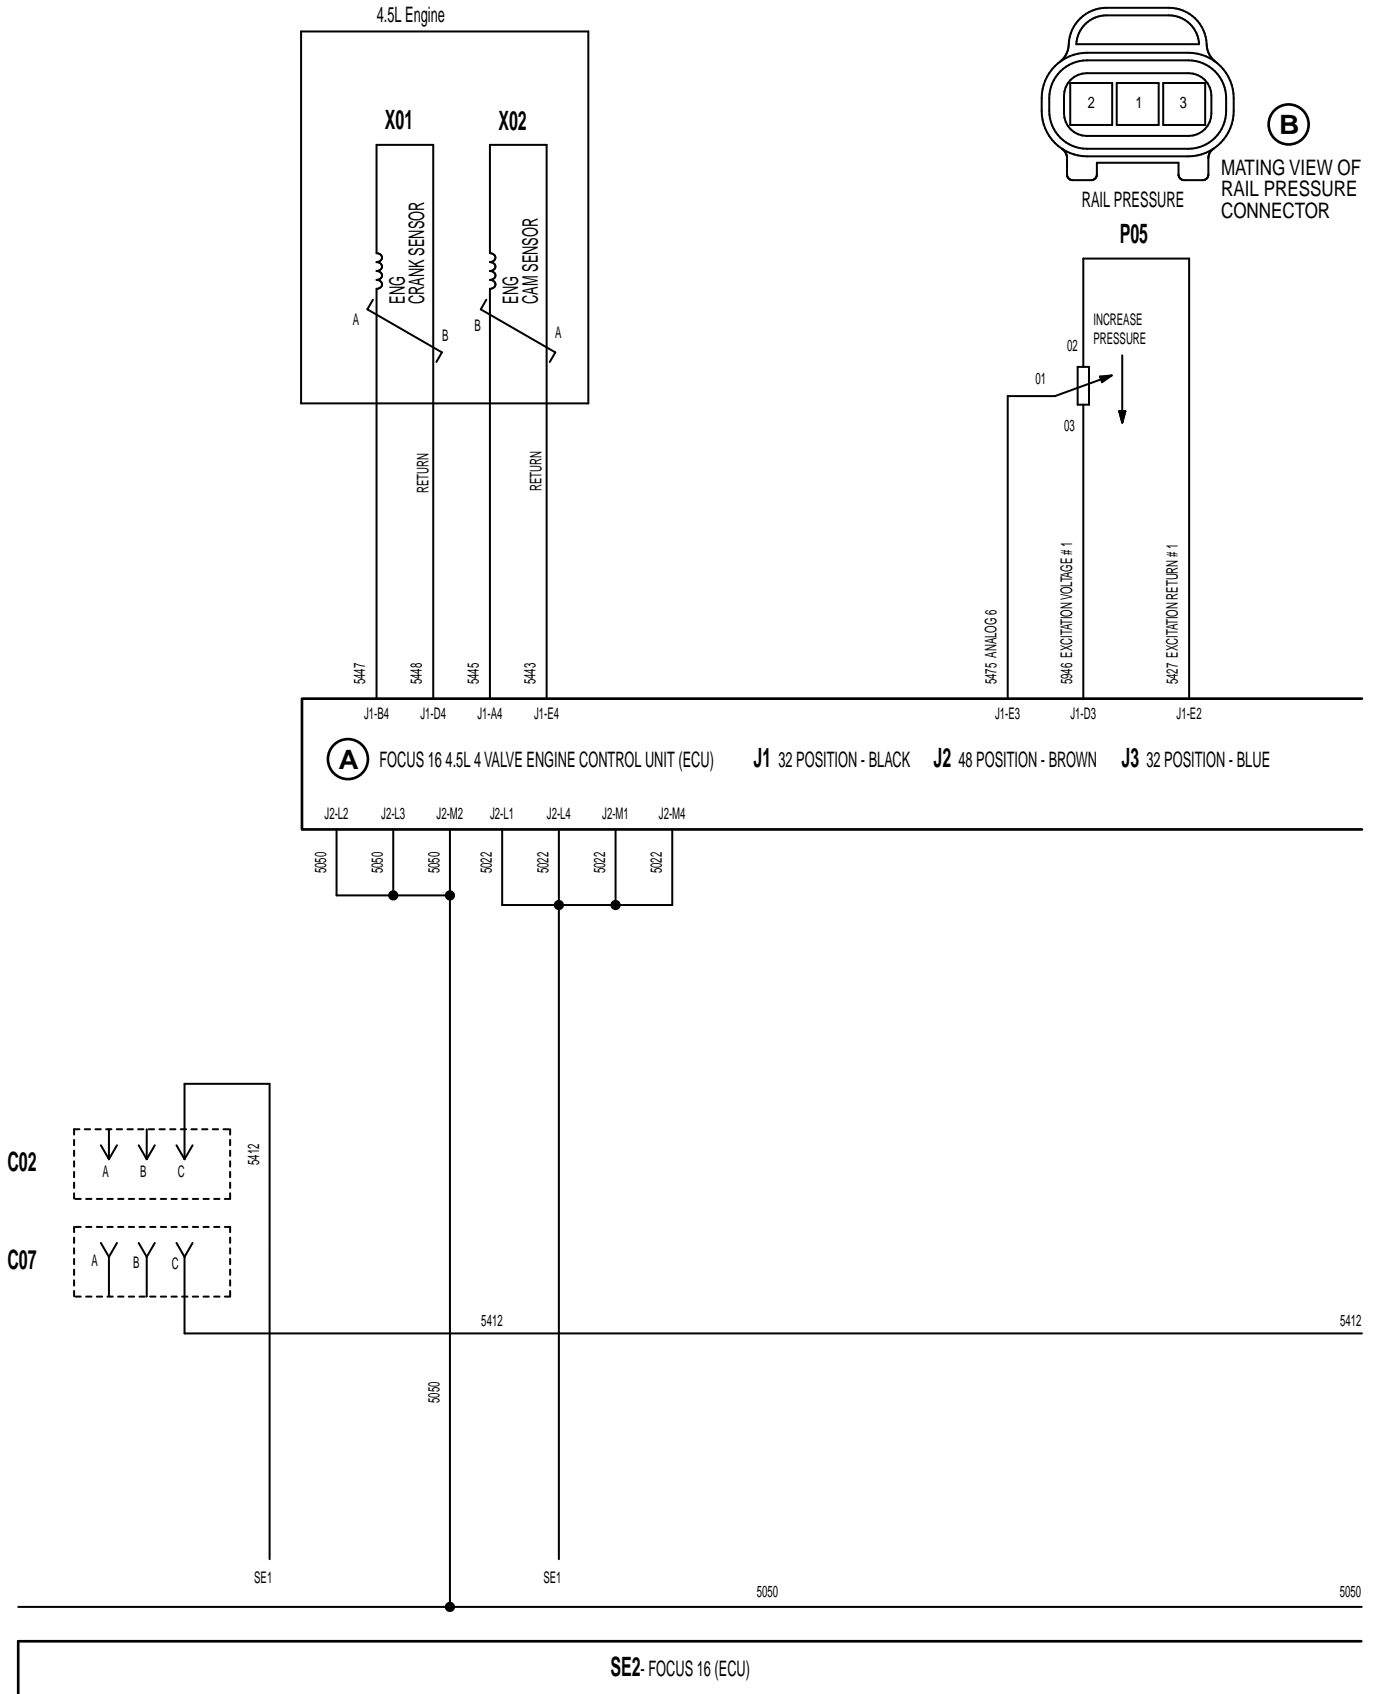 4.5L Engine
X01
X02
ENG
CRANK SENSOR
ENG
CAM SENSOR
A
B
B
A
RETURN
RETURN
5447
5448
5445
5443
2 1 3
B
MATING VIEW OF
RAIL PRESSURE
CONNECTOR
RAIL PRESSURE
P05
INCREASE
PRESSURE
02
01
03
5475 ANALOG 6
5946 EXCITATION VOLTAGE # 1
5427 EXCITATION RETURN # 1
J1-B4 J1-D4 J1-A4 J1-E4 J1-E3 J1-D3 J1-E2
A FOCUS 16 4.5L 4 VALVE ENGINE CONTROL UNIT (ECU) J1 32 POSITION - BLACK J2 48 POSITION - BROWN J3 32 POSITION - BLUE
J2-L2 J2-L3 J2-M2 J2-L1 J2-L4 J2-M1 J2-M4
5050
5050
5050
5022
5022
5022
5022
C02
A B C
5412
C07
A B C
5412 5412
5050
SE1 SE1
5050 5050
SE2- FOCUS 16 (ECU)